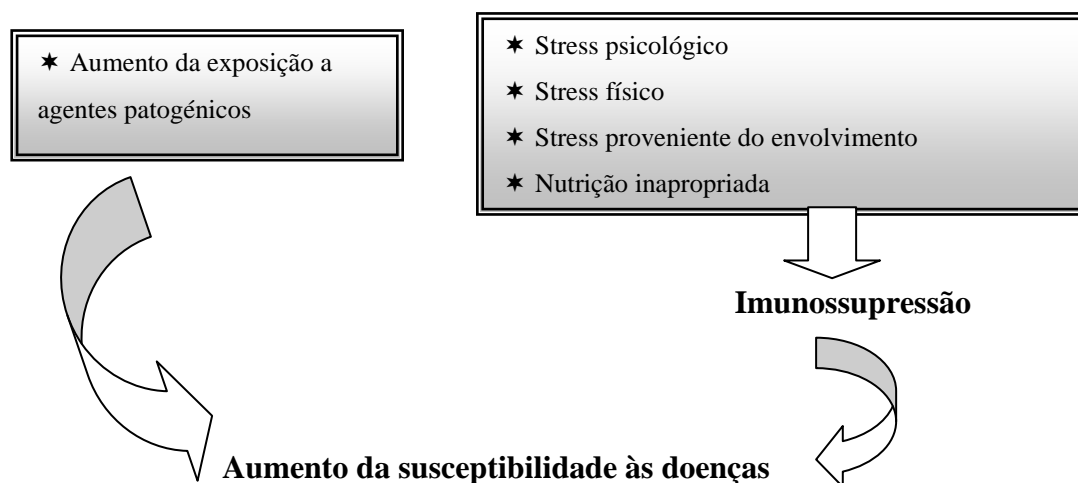 ✶ Aumento da exposição a
agentes patogénicos
✶ Stress psicológico
✶ Stress físico
✶ Stress proveniente do envolvimento
✶ Nutrição inapropriada
Imunossupressão
Aumento da susceptibilidade às doenças